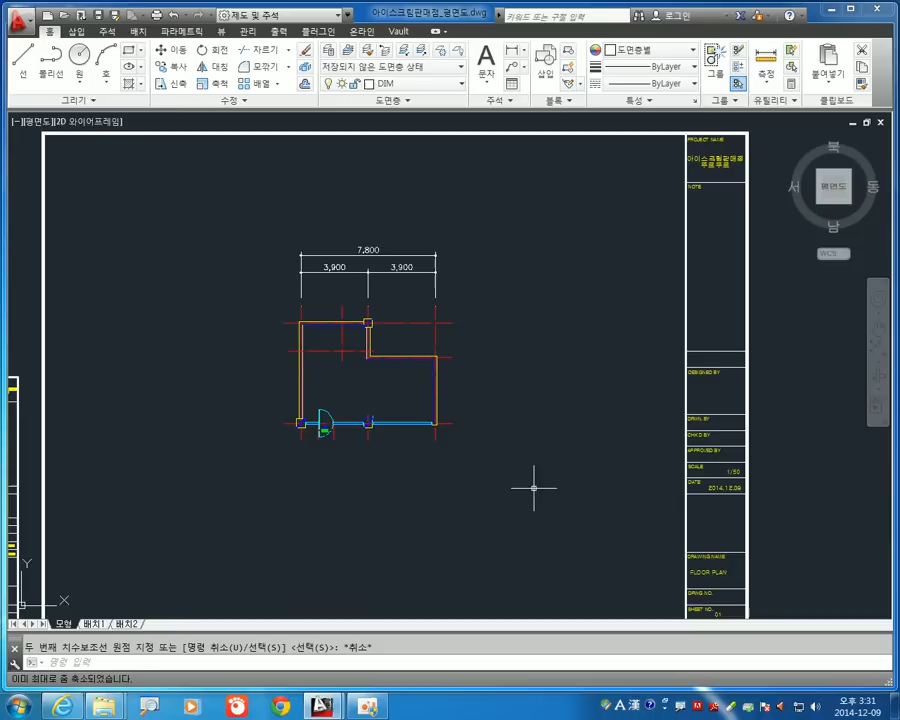 제도 및 주석
아이스크림판매점_평면도.dwg
키워드 또는 구절 입력
로그인
홈 삽입 주석 배치 파라메트릭 뷰 관리 출력 플러그인 온라인 Vault
선 폴리선 원 호
이동 회전 자르기
복사 대칭 모깎기
신축 축척 배열
저장되지 않은 도면층 상태
DIM
문자
삽입
도면층별
ByLayer
ByLayer
그룹
측정
붙여넣기
그리기 수정 도면층 주석 블록 특성 그룹 유틸리티 클립보드
[−][평면도][2D 와이어프레임]
북
서 평면도 동
남
WCS
7,800
3,900 3,900
PROJECT NAME
NOTE
DESIGNED BY
DRWN. BY
CHK'D BY
APPROVED BY
SCALE
1/50
DATE
2014.12.09
DRAWING NAME
FLOOR PLAN
SHEET NO.
01
Y
X
모형 배치1 배치2
두 번째 치수보조선 원점 지정 또는 [명령 취소(U)/선택(S)] <선택(S)>: *취소*
명령 입력
이미 최대로 줌 축소되었습니다.
A 漢
오후 3:31
2014-12-09